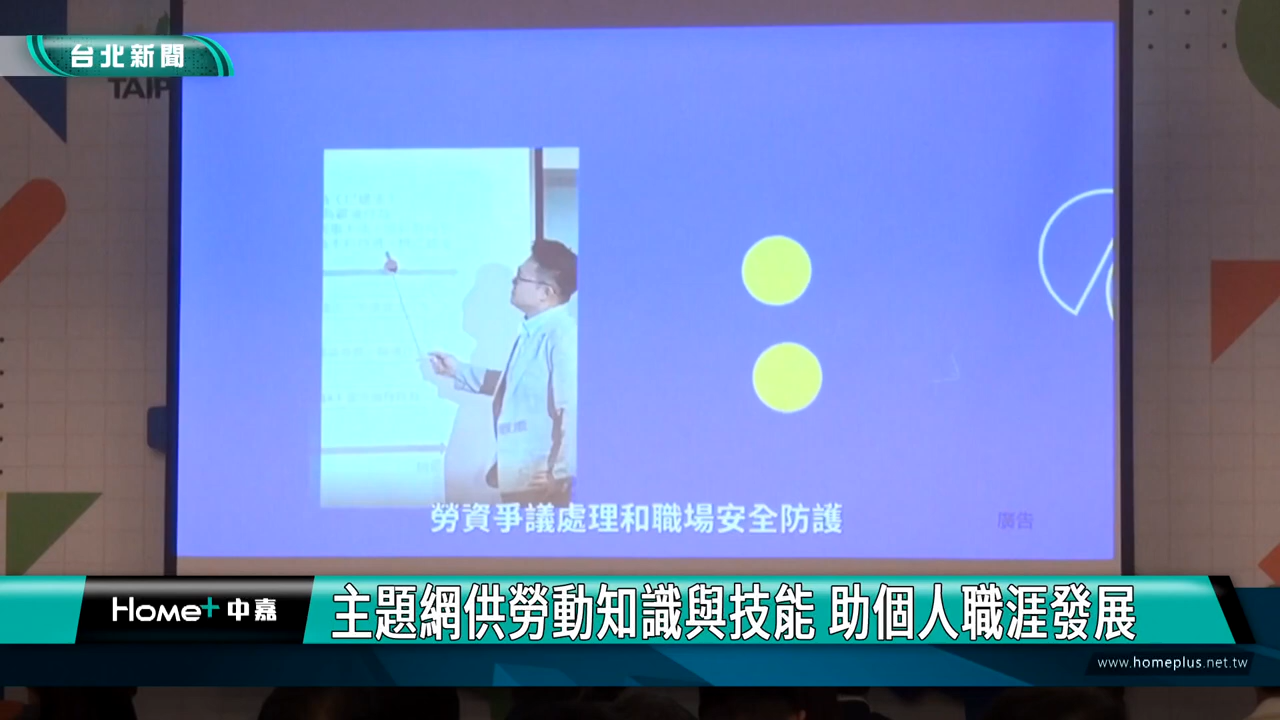 台北新聞
TAIP
勞資爭議處理和職場安全防護
廣告
Home+中嘉
主題網供勞動知識與技能 助個人職涯發展
www.homeplus.net.tw